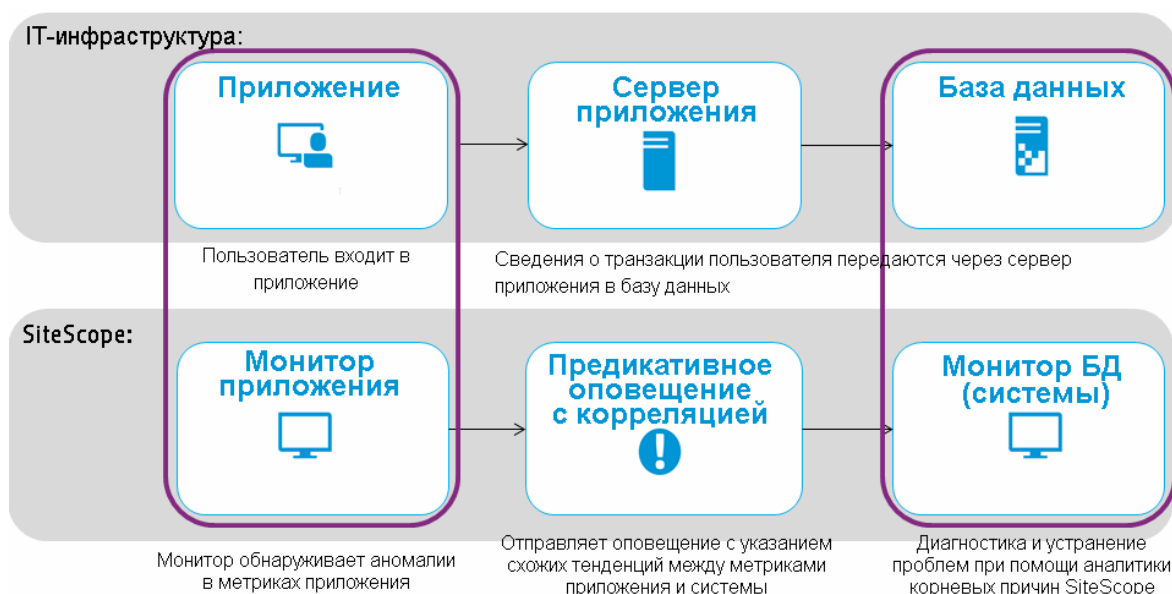 IT-инфраструктура:
Приложение
Сервер
приложения
База данных
Пользователь входит в
приложение
Сведения о транзакции пользователя передаются через сервер
приложения в базу данных
SiteScope:
Монитор
приложения
Предикативное
оповещение
с корреляцией
Монитор БД
(системы)
Монитор обнаруживает аномалии
в метриках приложения
Отправляет оповещение с указанием
схожих тенденций между метриками
приложения и системы
Диагностика и устранение
проблем при помощи аналитики
корневых причин SiteScope